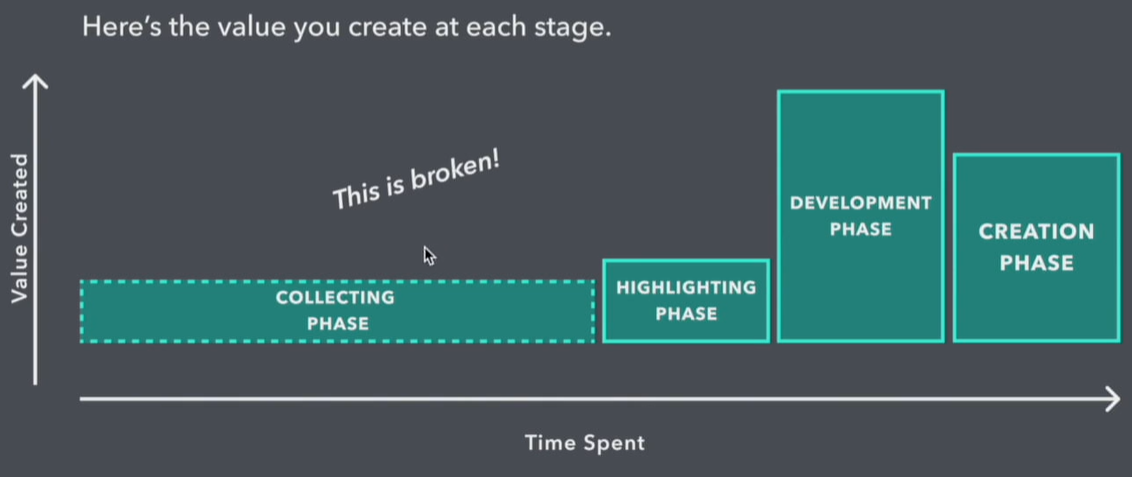 Here's the value you create at each stage.
Value Created
This is broken!
COLLECTING
PHASE
HIGHLIGHTING
PHASE
DEVELOPMENT
PHASE
CREATION
PHASE
Time Spent